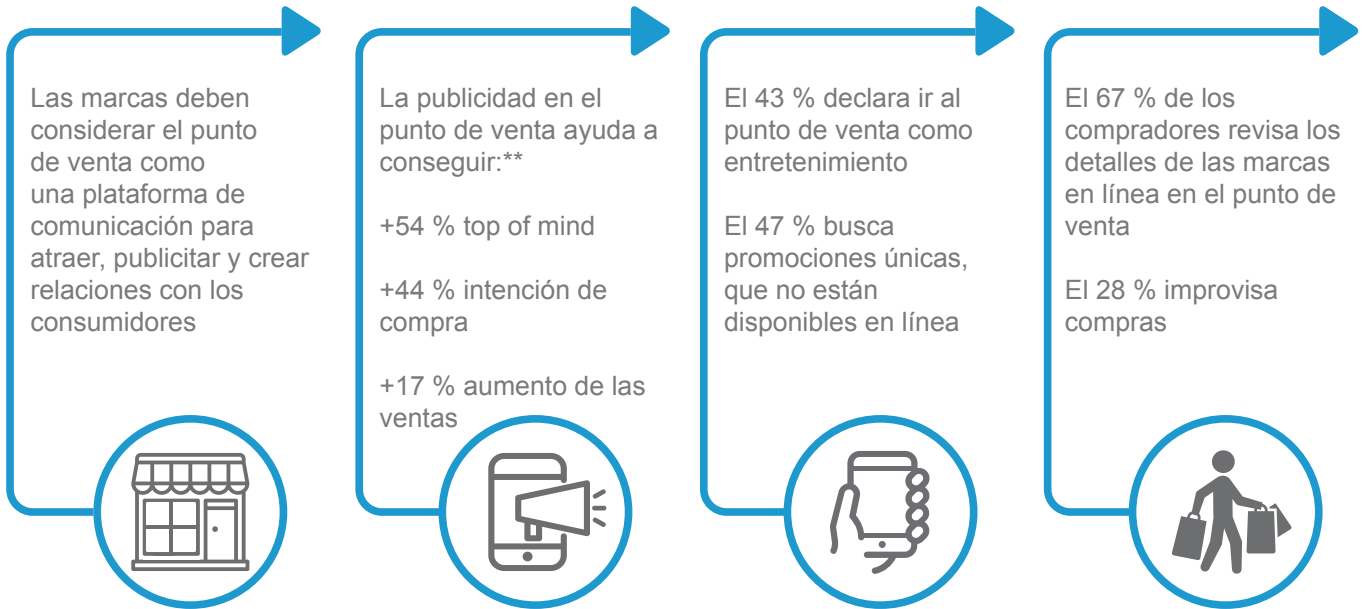 Las marcas deben
considerar el punto
de venta como
una plataforma de
comunicación para
atraer, publicitar y crear
relaciones con los
consumidores
La publicidad en el
punto de venta ayuda a
conseguir:**
+54 % top of mind
+44 % intención de
compra
+17 % aumento de las
ventas
El 43 % declara ir al
punto de venta como
entretenimiento
El 47 % busca
promociones únicas,
que no están
disponibles en línea
El 67 % de los
compradores revisa los
detalles de las marcas
en línea en el punto de
venta
El 28 % improvisa
compras